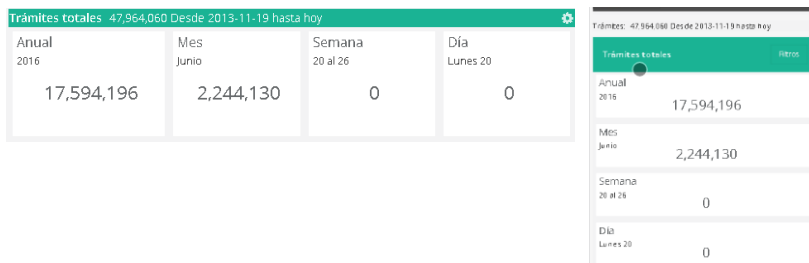 Trámites totales 47,964,060 Desde 2013-11-19 hasta hoy
Anual Mes Semana Día
2016 Junio 20 al 26 Lunes 20
17,594,196 2,244,130 0 0
Trámites: 47.964.060 Desde 2013-11-19 hasta hoy
Trámites totales Filtros
Anual
2016
17,594,196
Mes
Junio
2,244,130
Semana
20 al 26
0
Día
Lunes 20
0